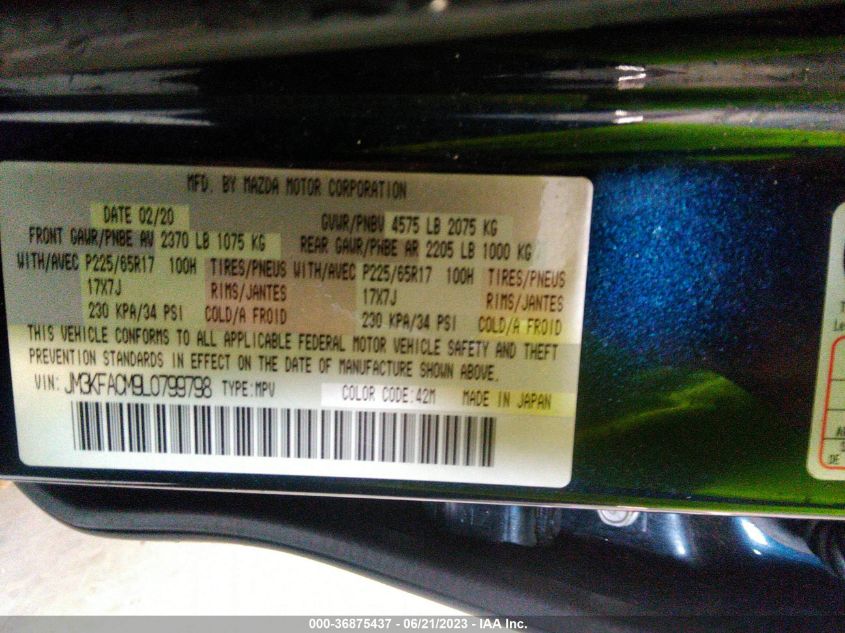 MFD. BY MAZDA MOTOR CORPORATION
DATE 02/20 GVWR/PNBV 4575 LB 2075 KG
FRONT GAWR/PNBE AV 2370 LB 1075 KG REAR GAWR/PNBE AR 2205 LB 1000 KG
WITH/AVEC P225/65R17 100H TIRES/PNEUS WITH/AVEC P225/65R17 100H TIRES/PNEUS
17X7J RIMS/JANTES 17X7J RIMS/JANTES
230 KPA/34 PSI COLD/A FROID 230 KPA/34 PSI COLD/A FROID
THIS VEHICLE CONFORMS TO ALL APPLICABLE FEDERAL MOTOR VEHICLE SAFETY AND THEFT
PREVENTION STANDARDS IN EFFECT ON THE DATE OF MANUFACTURE SHOWN ABOVE.
VIN: JM3KFACM9L0799798 TYPE:MPV COLOR CODE:42M MADE IN JAPAN
000-36875437 - 06/21/2023 - IAA Inc.